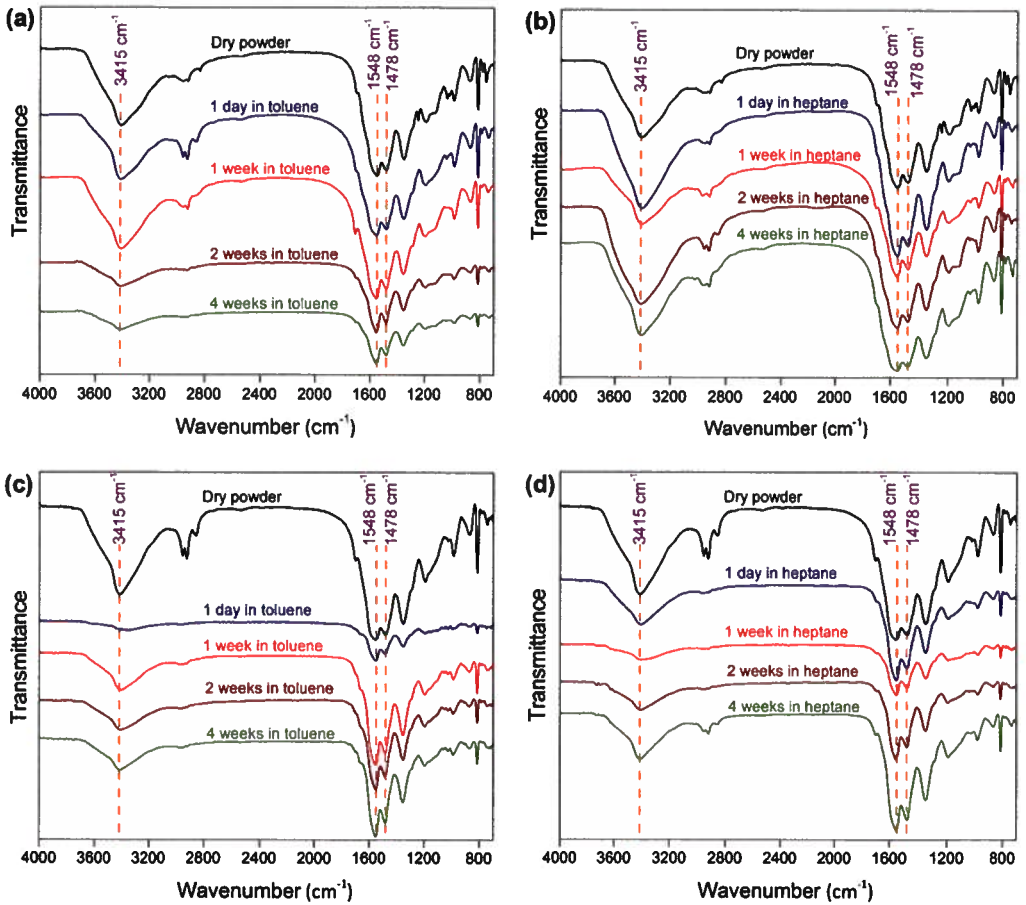 (a)
3415 cm⁻¹
Dry powder
1548 cm⁻¹
1478 cm⁻¹
1 day in toluene
1 week in toluene
2 weeks in toluene
4 weeks in toluene
Transmittance
4000 3600 3200 2800 2400 2000 1600 1200 800
Wavenumber (cm⁻¹)
(b)
3415 cm⁻¹
Dry powder
1548 cm⁻¹
1478 cm⁻¹
1 day in heptane
1 week in heptane
2 weeks in heptane
4 weeks in heptane
Transmittance
4000 3600 3200 2800 2400 2000 1600 1200 800
Wavenumber (cm⁻¹)
(c)
3415 cm⁻¹
Dry powder
1548 cm⁻¹
1478 cm⁻¹
1 day in toluene
1 week in toluene
2 weeks in toluene
4 weeks in toluene
Transmittance
4000 3600 3200 2800 2400 2000 1600 1200 800
Wavenumber (cm⁻¹)
(d)
3415 cm⁻¹
Dry powder
1548 cm⁻¹
1478 cm⁻¹
1 day in heptane
1 week in heptane
2 weeks in heptane
4 weeks in heptane
Transmittance
4000 3600 3200 2800 2400 2000 1600 1200 800
Wavenumber (cm⁻¹)